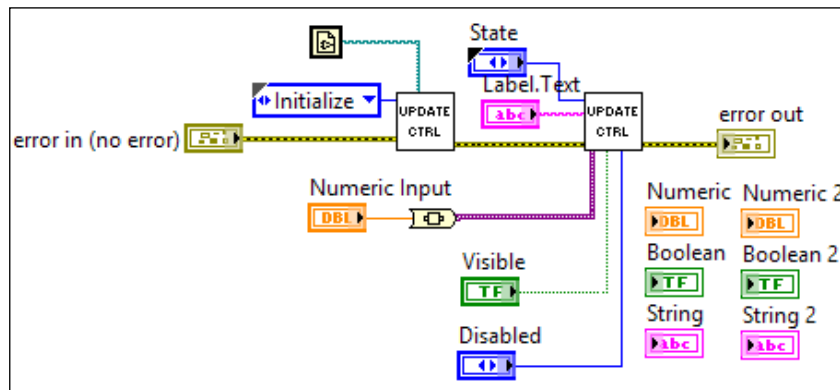 State
Initialize
Label.Text
abc
UPDATE
CTRL
UPDATE
CTRL
error in (no error)
error out
Numeric Input
DBL
Numeric
Numeric 2
DBL
DBL
Visible
TF
Boolean
Boolean 2
TF
TF
Disabled
String
String 2
abc
abc